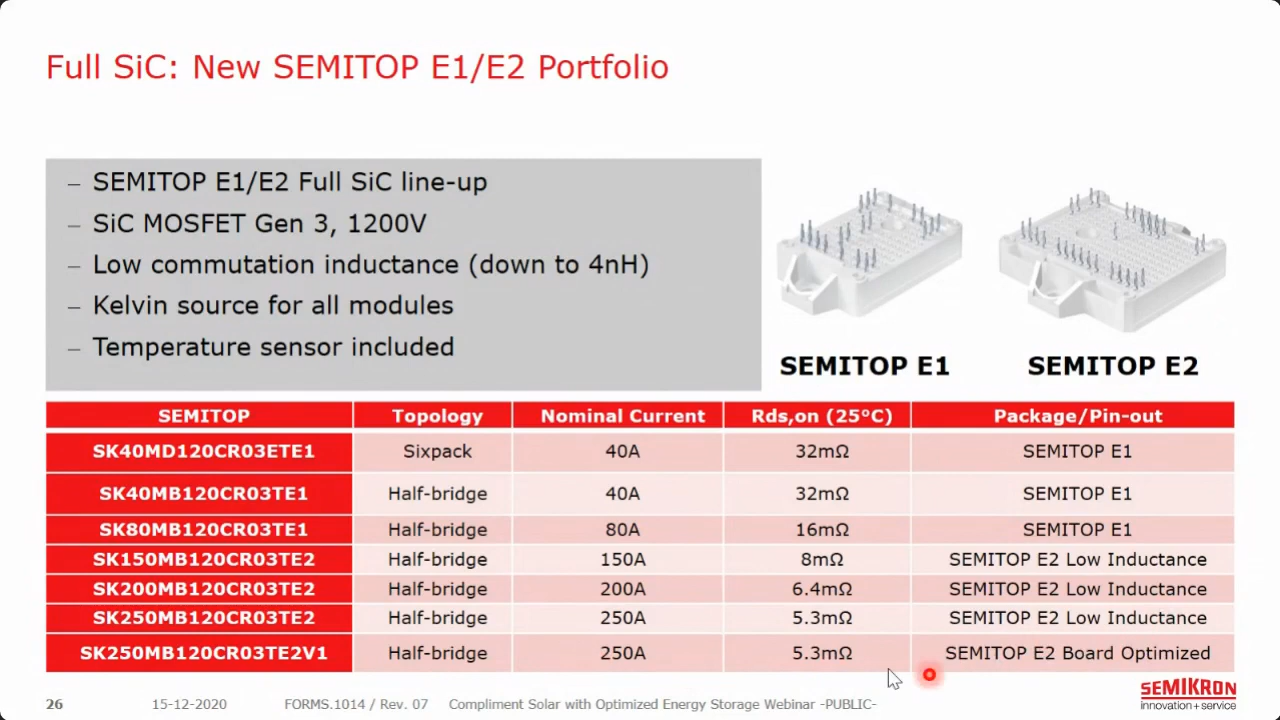 Full SiC: New SEMITOP E1/E2 Portfolio
– SEMITOP E1/E2 Full SiC line-up
– SiC MOSFET Gen 3, 1200V
– Low commutation inductance (down to 4nH)
– Kelvin source for all modules
– Temperature sensor included
SEMITOP E1 SEMITOP E2
SEMITOP Topology Nominal Current Rds,on (25°C) Package/Pin-out
SK40MD120CR03ETE1 Sixpack 40A 32mΩ SEMITOP E1
SK40MB120CR03TE1 Half-bridge 40A 32mΩ SEMITOP E1
SK80MB120CR03TE1 Half-bridge 80A 16mΩ SEMITOP E1
SK150MB120CR03TE2 Half-bridge 150A 8mΩ SEMITOP E2 Low Inductance
SK200MB120CR03TE2 Half-bridge 200A 6.4mΩ SEMITOP E2 Low Inductance
SK250MB120CR03TE2 Half-bridge 250A 5.3mΩ SEMITOP E2 Low Inductance
SK250MB120CR03TE2V1 Half-bridge 250A 5.3mΩ SEMITOP E2 Board Optimized
26 15-12-2020 FORMS.1014 / Rev. 07 Compliment Solar with Optimized Energy Storage Webinar -PUBLIC-
SEMIKRON
innovation+service